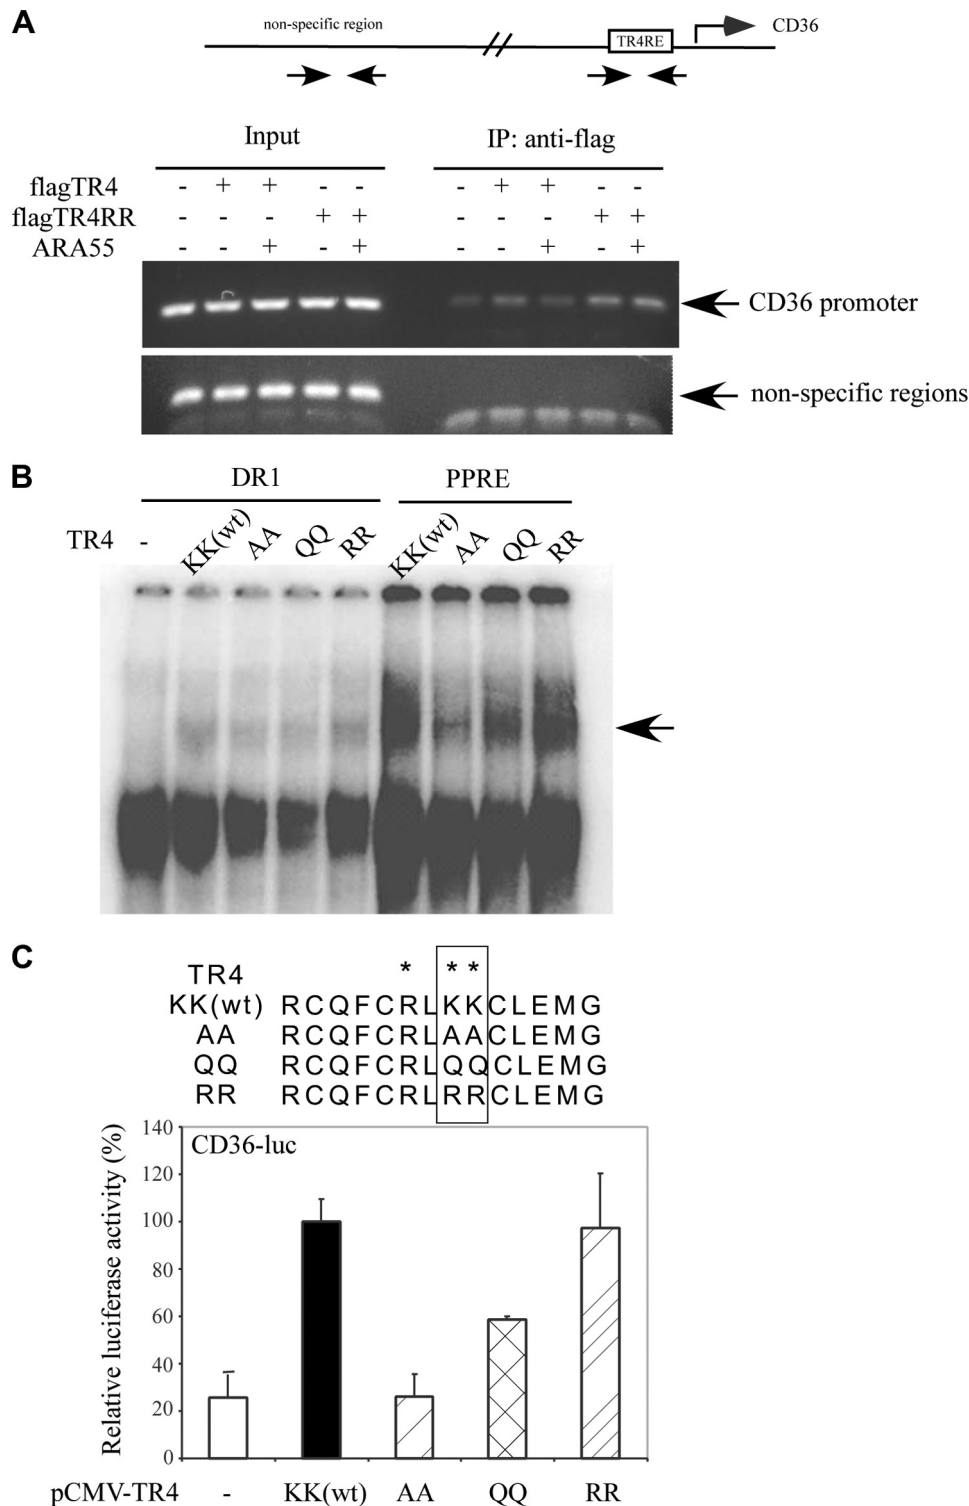 A
non-specific region
TR4RE
CD36
Input
IP: anti-flag
flagTR4 - + + - - - + + - -
flagTR4RR - - - + + - - - + +
ARA55 - - + - + - - + - +
CD36 promoter
non-specific regions
B
DR1
PPRE
TR4 - KK(wt) AA QQ RR KK(wt) AA QQ RR
C
TR4 * * *
KK(wt) RCQFCRLKKCLEMG
AA RCQFCRLAACLEMG
QQ RCQFCRLQQCLEMG
RR RCQFCRLRRCLEMG
CD36-luc
Relative luciferase activity (%)
140
120
100
80
60
40
20
0
pCMV-TR4 - KK(wt) AA QQ RR